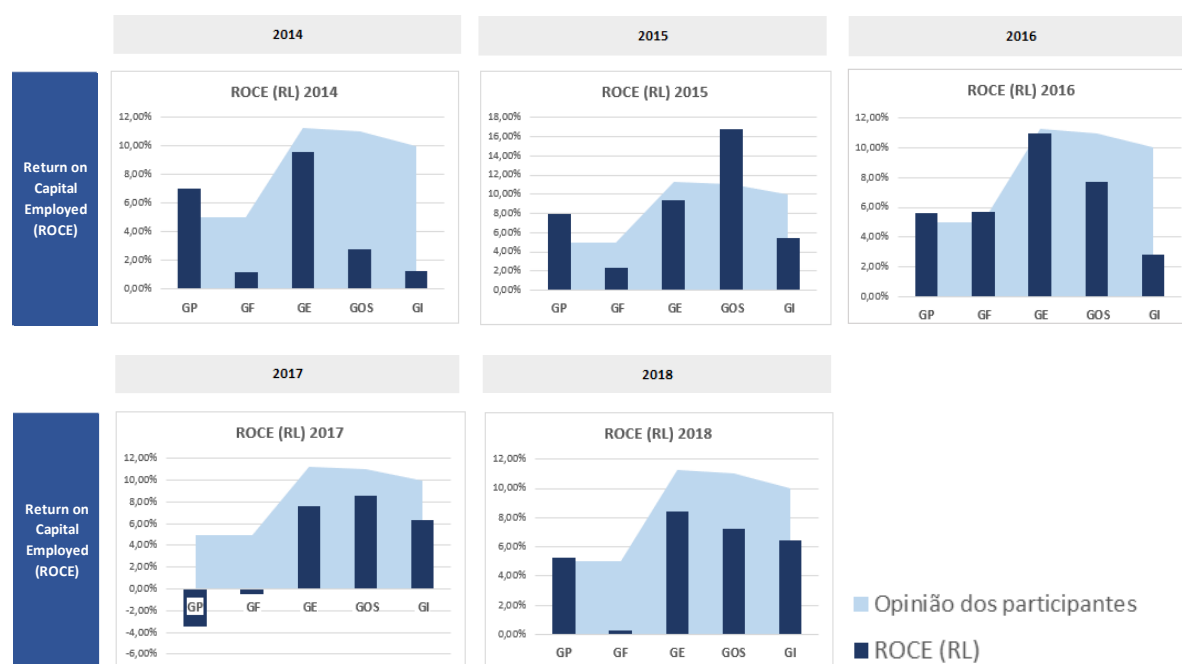 2014
2015
2016
Return on
Capital
Employed
(ROCE)
ROCE (RL) 2014
12,00%
10,00%
8,00%
6,00%
4,00%
2,00%
0,00%
GP GF GE GOS GI
ROCE (RL) 2015
18,00%
16,00%
14,00%
12,00%
10,00%
8,00%
6,00%
4,00%
2,00%
0,00%
GP GF GE GOS GI
ROCE (RL) 2016
12,00%
10,00%
8,00%
6,00%
4,00%
2,00%
0,00%
GP GF GE GOS GI
2017
2018
Return on
Capital
Employed
(ROCE)
ROCE (RL) 2017
12,00%
10,00%
8,00%
6,00%
4,00%
2,00%
0,00%
-2,00%
-4,00%
-6,00%
GP GF GE GOS GI
ROCE (RL) 2018
12,00%
10,00%
8,00%
6,00%
4,00%
2,00%
0,00%
GP GF GE GOS GI
Opinião dos participantes
ROCE (RL)